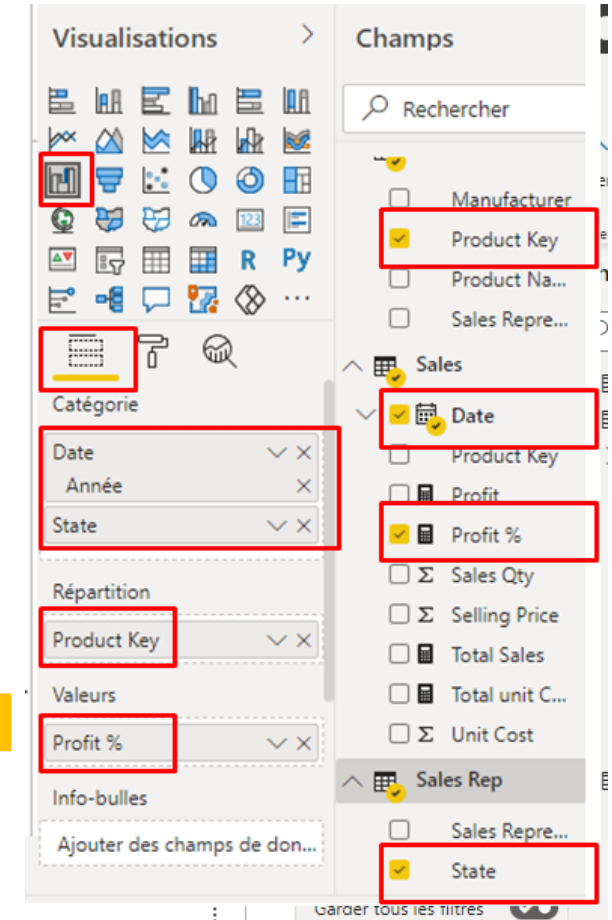 Visualisations
Catégorie
Date
Année
State
Répartition
Product Key
Valeurs
Profit %
Info-bulles
Ajouter des champs de don...
Champs
Rechercher
Manufacturer
Product Key
Product Na...
Sales Repre...
Sales
Date
Product Key
Profit
Profit %
Sales Qty
Selling Price
Total Sales
Total unit C...
Unit Cost
Sales Rep
Sales Repre...
State
Garder tous les filtres
123
R
Py